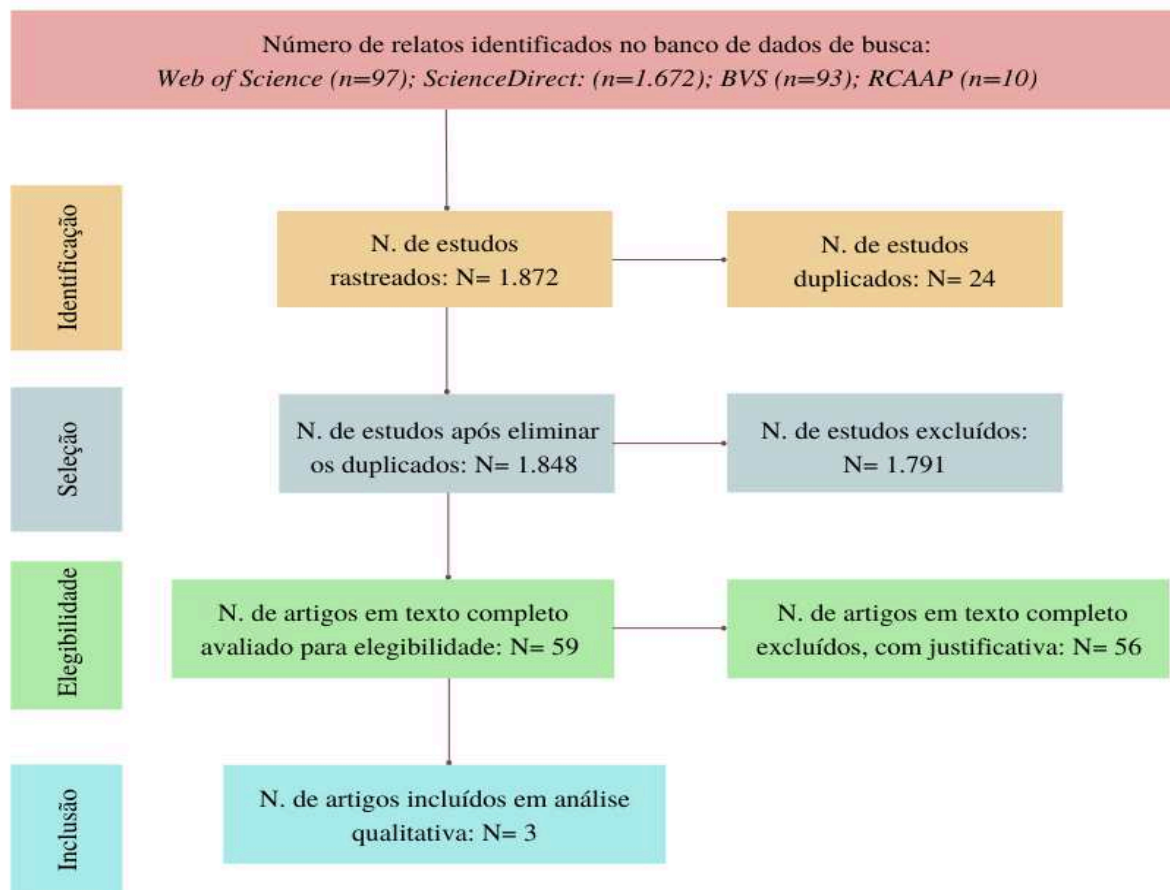 Número de relatos identificados no banco de dados de busca:
Web of Science (n=97); ScienceDirect: (n=1.672); BVS (n=93); RCAAP (n=10)
Identificação
N. de estudos
rastreados: N= 1.872
N. de estudos
duplicados: N= 24
Seleção
N. de estudos após eliminar
os duplicados: N= 1.848
N. de estudos excluídos:
N= 1.791
Elegibilidade
N. de artigos em texto completo
avaliado para elegibilidade: N= 59
N. de artigos em texto completo
excluídos, com justificativa: N= 56
Inclusão
N. de artigos incluídos em análise
qualitativa: N= 3